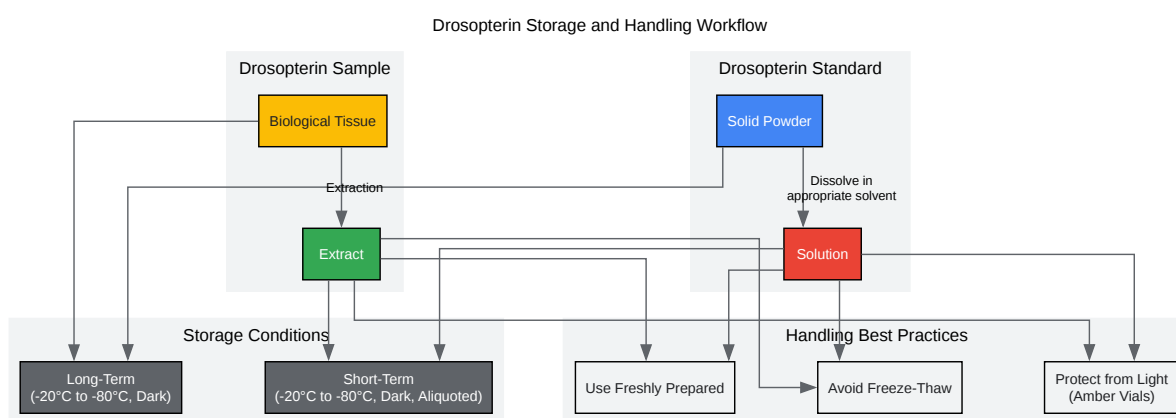 Drosopterin Storage and Handling Workflow
Drosopterin Sample
Drosopterin Standard
Biological Tissue
Solid Powder
Extraction
Dissolve in
appropriate solvent
Extract
Solution
Storage Conditions
Handling Best Practices
Long-Term
(-20°C to -80°C, Dark)
Short-Term
(-20°C to -80°C, Dark, Aliquoted)
Use Freshly Prepared
Avoid Freeze-Thaw
Protect from Light
(Amber Vials)